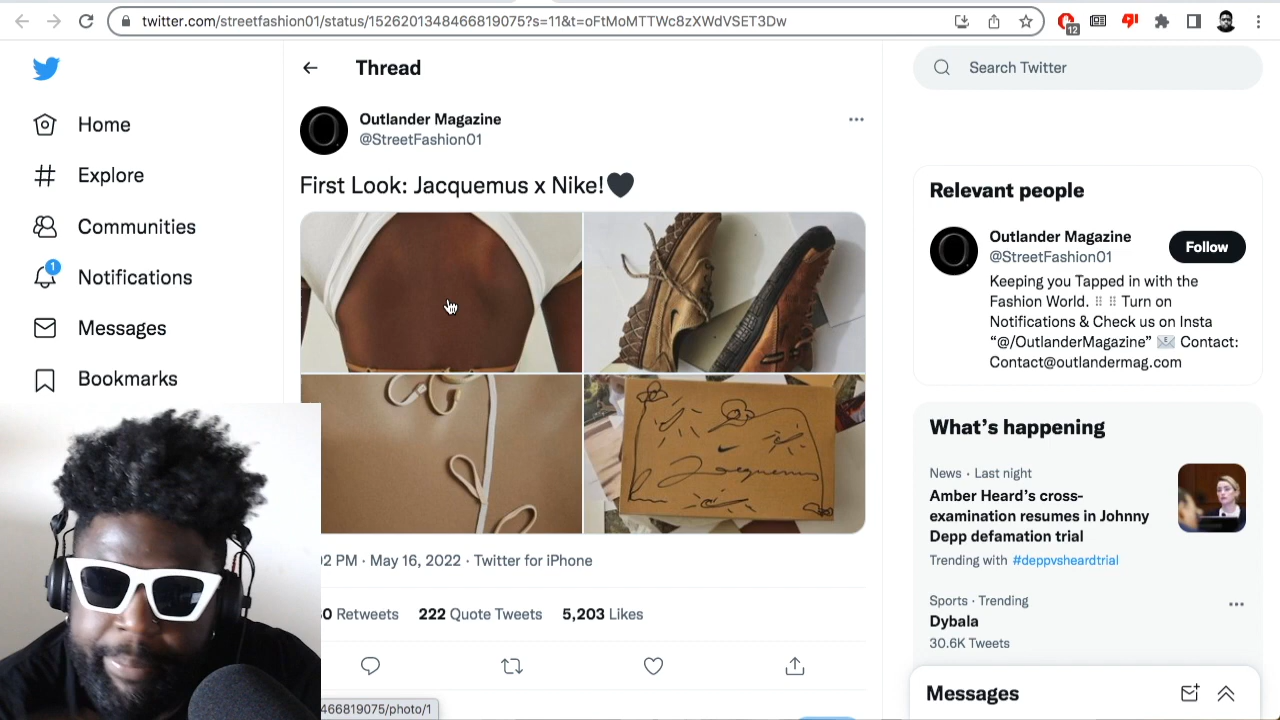 twitter.com/streetfashion01/status/1526201348466819075?s=11&t=oFtMoMTTWc8zXWdVSET3Dw
12
Thread
Search Twitter
Home
Explore
Communities
Notifications
1
Messages
Bookmarks
Outlander Magazine
@StreetFashion01
First Look: Jacquemus x Nike!🖤
Jacquemus
02 PM · May 16, 2022 · Twitter for iPhone
0 Retweets 222 Quote Tweets 5,203 Likes
466819075/photo/1
Relevant people
Outlander Magazine
@StreetFashion01
Follow
Keeping you Tapped in with the
Fashion World. ⠿ ⠿ Turn on
Notifications & Check us on Insta
“@/OutlanderMagazine” 📨 Contact:
Contact@outlandermag.com
What’s happening
News · Last night
Amber Heard’s cross-
examination resumes in Johnny
Depp defamation trial
Trending with #deppvsheardtrial
Sports · Trending
Dybala
30.6K Tweets
Messages